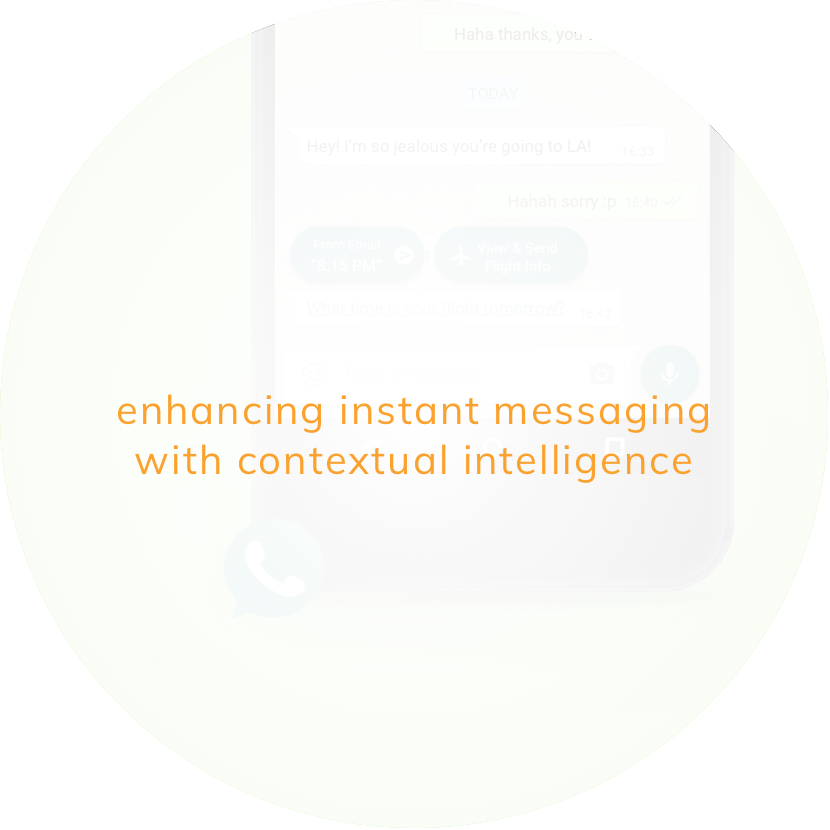 Haha thanks, you
TODAY
Hey! I'm so jealous you're going to LA!
16:33
Hahah sorry :p 16:40
From Email
"8:15 PM"
View & Send
Flight Info
What time is your flight tomorrow?
16:42
enhancing instant messaging
with contextual intelligence